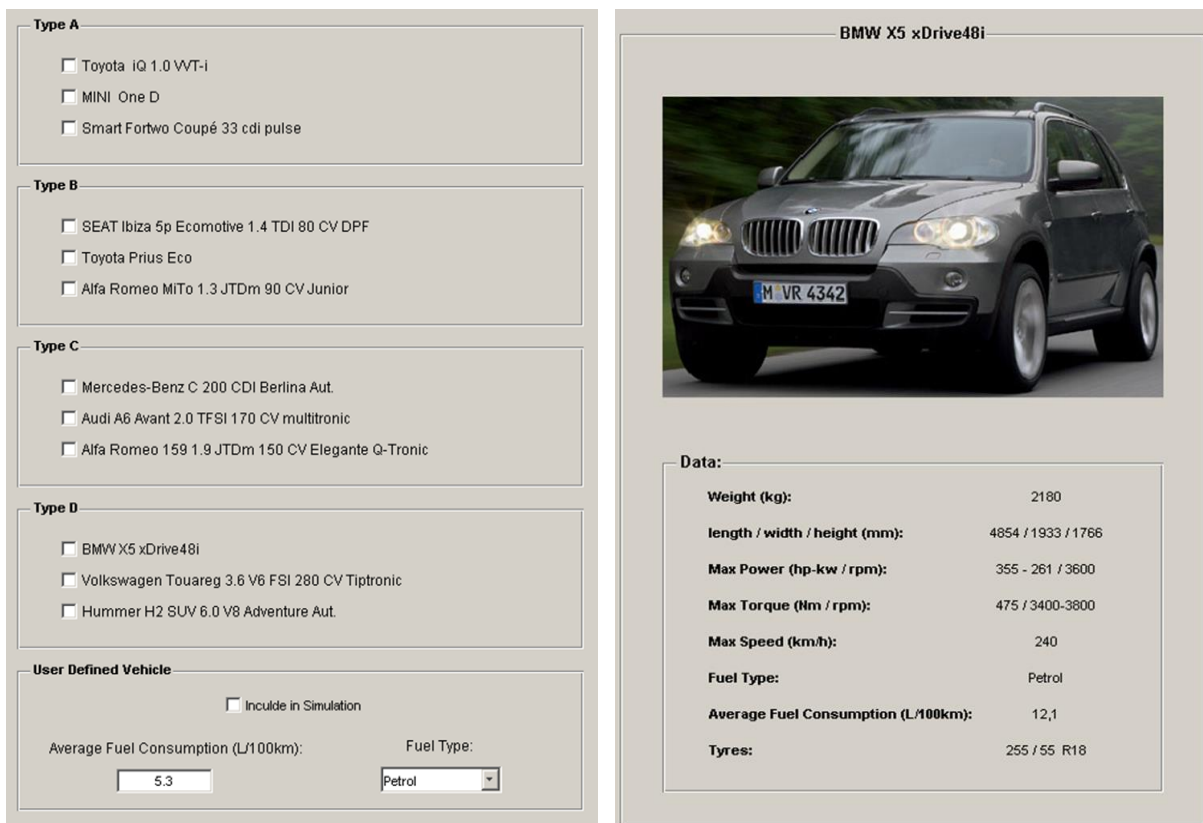 Type A
Toyota iQ 1.0 VVT-i
MINI One D
Smart Fortwo Coupé 33 cdi pulse
Type B
SEAT Ibiza 5p Ecomotive 1.4 TDI 80 CV DPF
Toyota Prius Eco
Alfa Romeo MiTo 1.3 JTDm 90 CV Junior
Type C
Mercedes-Benz C 200 CDI Berlina Aut.
Audi A6 Avant 2.0 TFSI 170 CV multitronic
Alfa Romeo 159 1.9 JTDm 150 CV Elegante Q-Tronic
Type D
BMW X5 xDrive48i
Volkswagen Touareg 3.6 V6 FSI 280 CV Tiptronic
Hummer H2 SUV 6.0 V8 Adventure Aut.
User Defined Vehicle
Inculde in Simulation
Average Fuel Consumption (L/100km): Fuel Type:
5.3 Petrol
BMW X5 xDrive48i
M VR 4342
Data:
Weight (kg): 2180
length / width / height (mm): 4854 / 1933 / 1766
Max Power (hp-kw / rpm): 355 - 261 / 3600
Max Torque (Nm / rpm): 475 / 3400-3800
Max Speed (km/h): 240
Fuel Type: Petrol
Average Fuel Consumption (L/100km): 12,1
Tyres: 255 / 55 R18